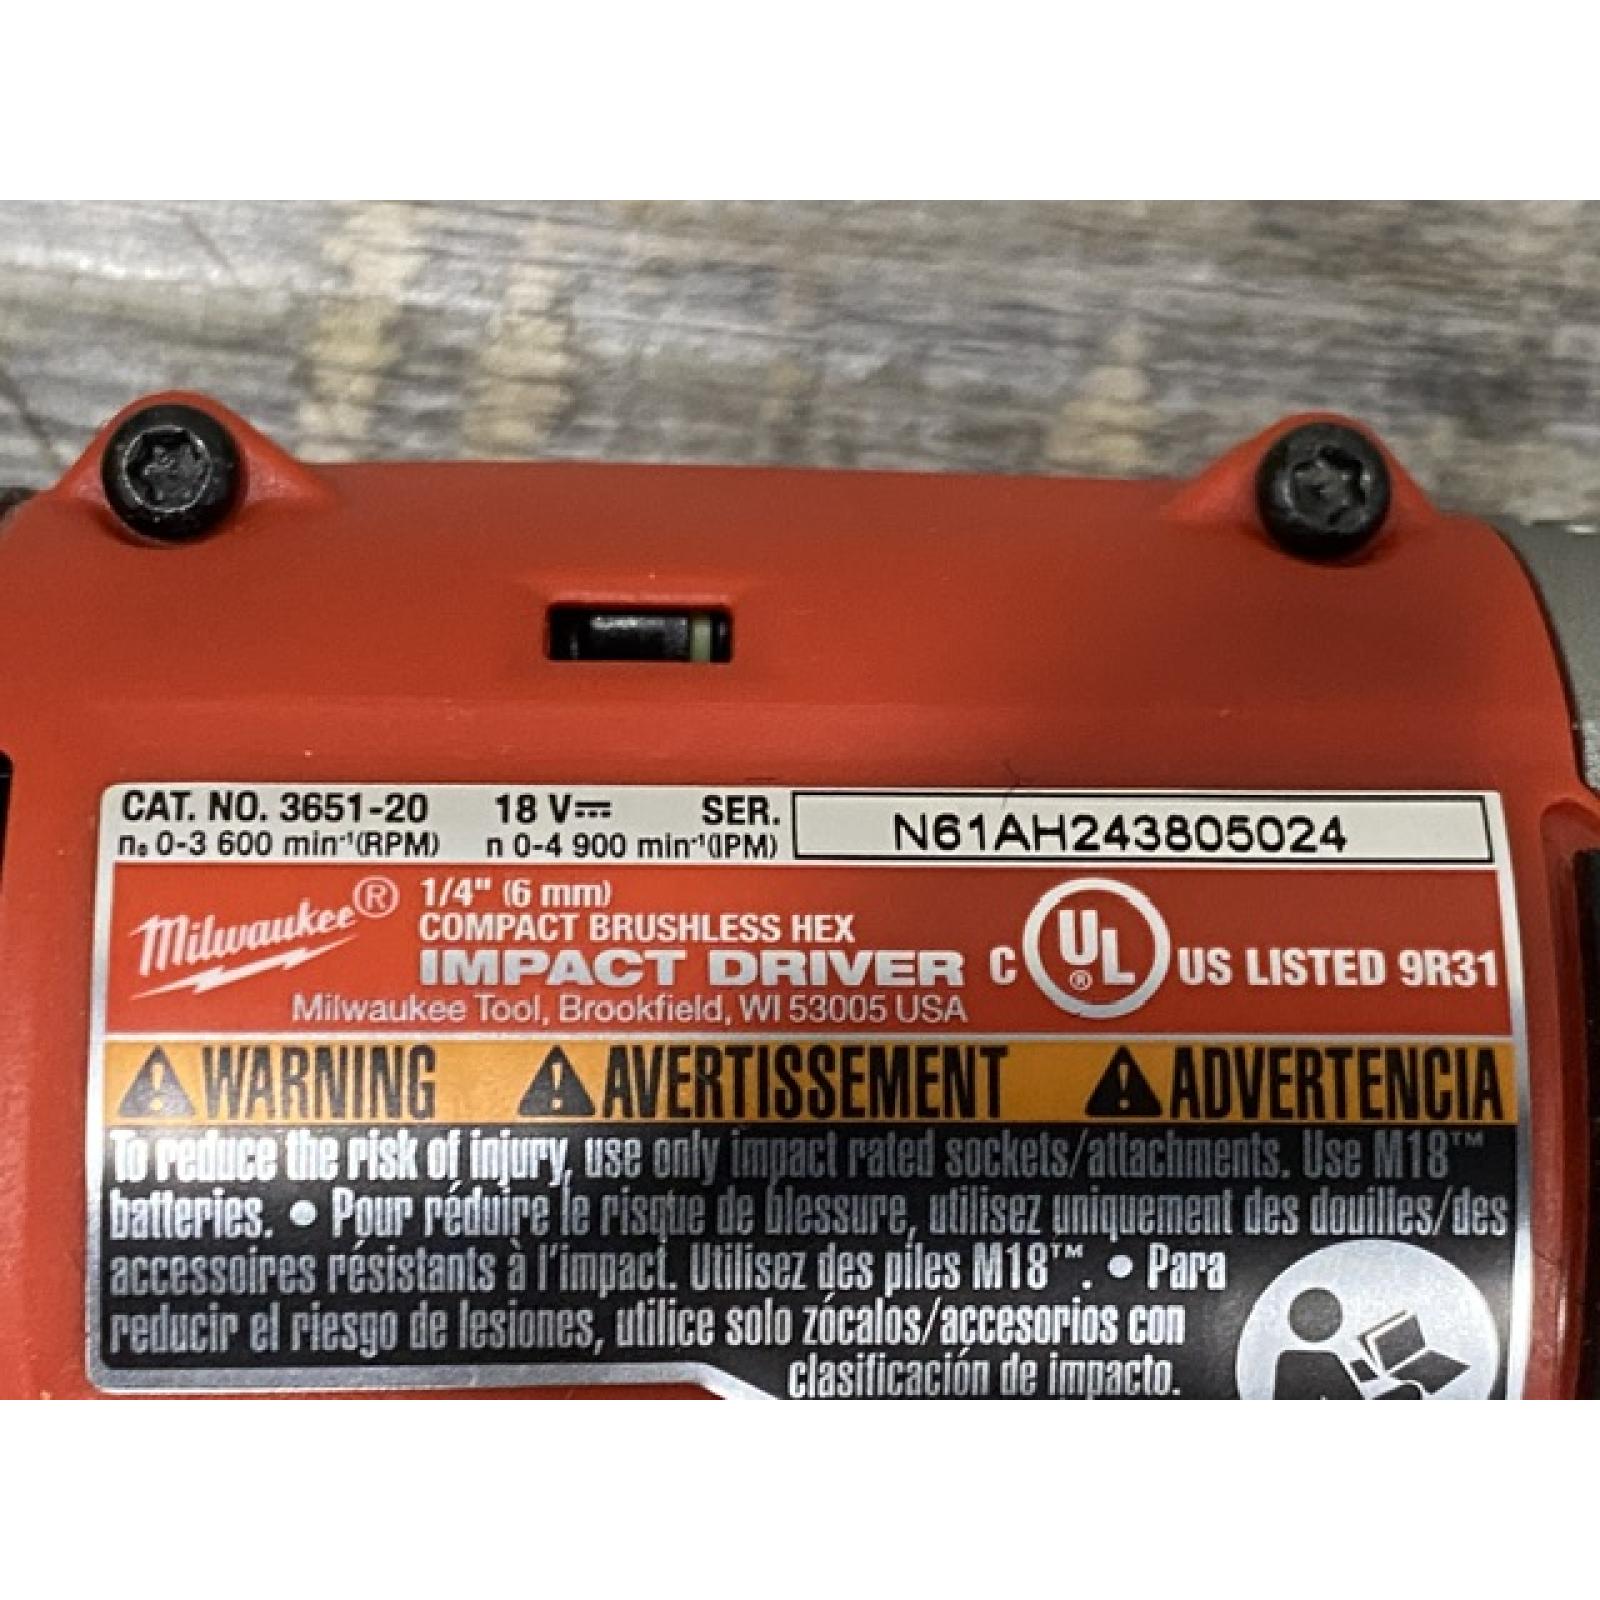 CAT. NO. 3651-20 18 V⎓ SER. N61AH243805024
n₀ 0-3 600 min⁻¹(RPM) n 0-4 900 min⁻¹(IPM)
Milwaukee® 1/4" (6 mm)
COMPACT BRUSHLESS HEX
IMPACT DRIVER
Milwaukee Tool, Brookfield, WI 53005 USA
C UL® US LISTED 9R31
WARNING AVERTISSEMENT ADVERTENCIA
To reduce the risk of injury, use only impact rated sockets/attachments. Use M18™
batteries. • Pour réduire le risque de blessure, utilisez uniquement des douilles/des
accessoires résistants à l'impact. Utilisez des piles M18™. • Para
reducir el riesgo de lesiones, utilice solo zócalos/accesorios con
clasificación de impacto.